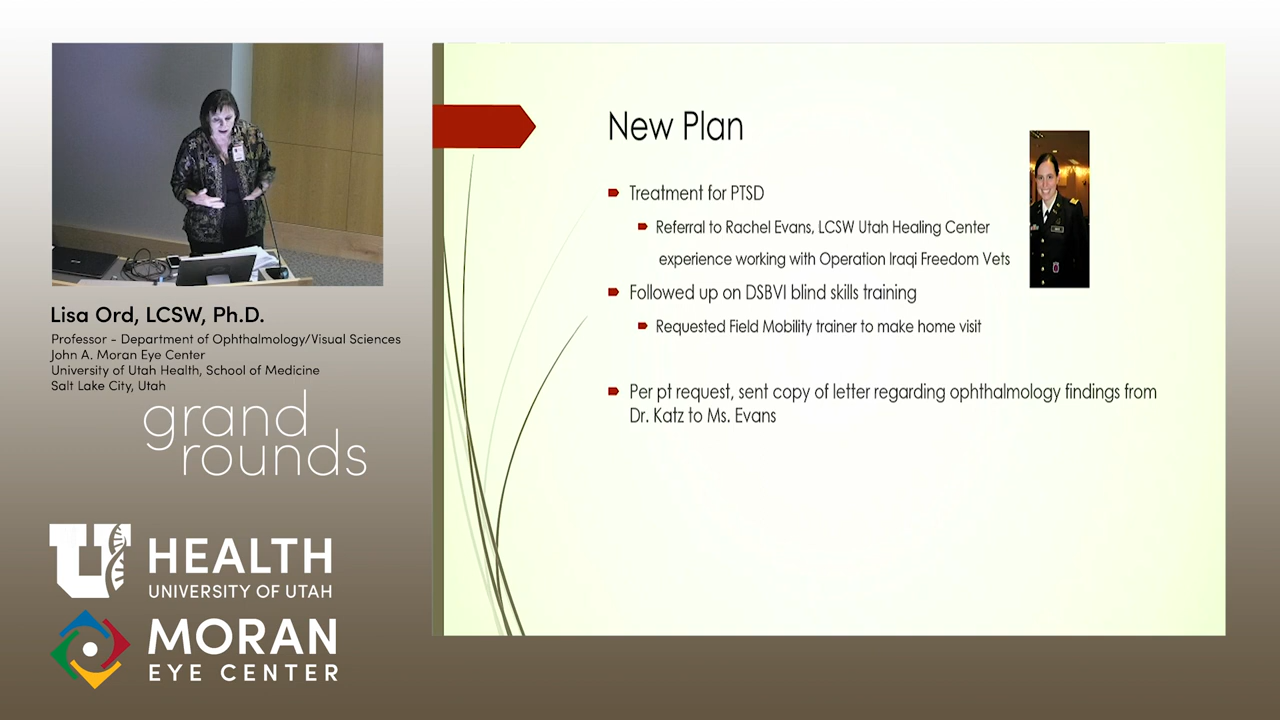 Lisa Ord, LCSW, Ph.D.
Professor - Department of Ophthalmology/Visual Sciences
John A. Moran Eye Center
University of Utah Health, School of Medicine
Salt Lake City, Utah
grand
rounds
U HEALTH
UNIVERSITY OF UTAH
MORAN
EYE CENTER
New Plan
Treatment for PTSD
Referral to Rachel Evans, LCSW Utah Healing Center
experience working with Operation Iraqi Freedom Vets
Followed up on DSBVI blind skills training
Requested Field Mobility trainer to make home visit
Per pt request, sent copy of letter regarding ophthalmology findings from
Dr. Katz to Ms. Evans